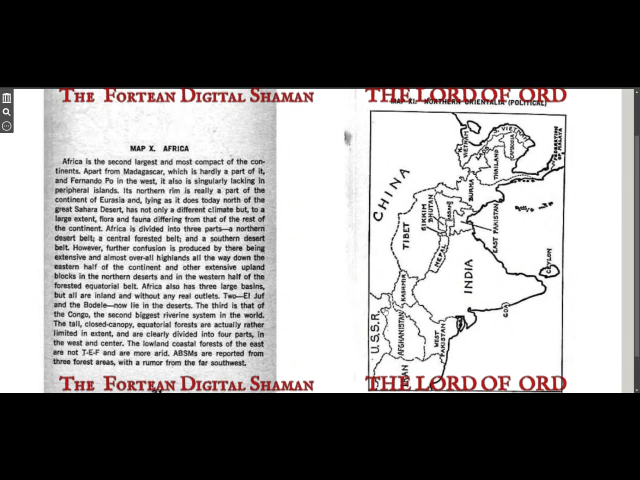 THE FORTEAN DIGITAL SHAMAN
MAP X. AFRICA
Africa is the second largest and most compact of the con-
tinents. Apart from Madagascar, which is hardly a part of it,
and Fernando Po in the west, it also is singularly lacking in
peripheral islands. Its northern rim is really a part of the
continent of Eurasia and, lying as it does today north of the
great Sahara Desert, has not only a different climate but, to
a large extent, flora and fauna differing from that of the rest of
the continent. Africa is divided into three parts—a northern
desert belt; a central forested belt; and a southern desert
belt. However, further confusion is produced by there being
extensive and almost over-all highlands all the way down the
eastern half of the continent and other extensive upland
blocks in the northern deserts and in the western half of the
forested equatorial belt. Africa also has three large basins,
but all are inland and without any real outlets. Two—El Juf
and the Bodele—now lie in the deserts. The third is that of
the Congo, the second biggest riverine system in the world.
The tall, closed-canopy, equatorial forests are actually rather
limited in extent, and are clearly divided into four parts, in
the west and center. The lowland coastal forests of the east
are not T-E-F and are more arid. ABSMs are reported from
three forest areas, with a rumor from the far southwest.
THE FORTEAN DIGITAL SHAMAN
THE LORD OF ORD
MAP XI. NORTHERN ORIENTALIA (POLITICAL)
CHINA
VIETNAM
VIETNAM
CAMBODIA
THAILAND
FEDERATION OF MALAYA
BURMA
TIBET
SIKKIM
BHUTAN
EAST PAKISTAN
NEPAL
INDIA
CEYLON
KASHMIR
GOA
U.S.S.R.
AFGHANISTAN
WEST PAKISTAN
THE LORD OF ORD